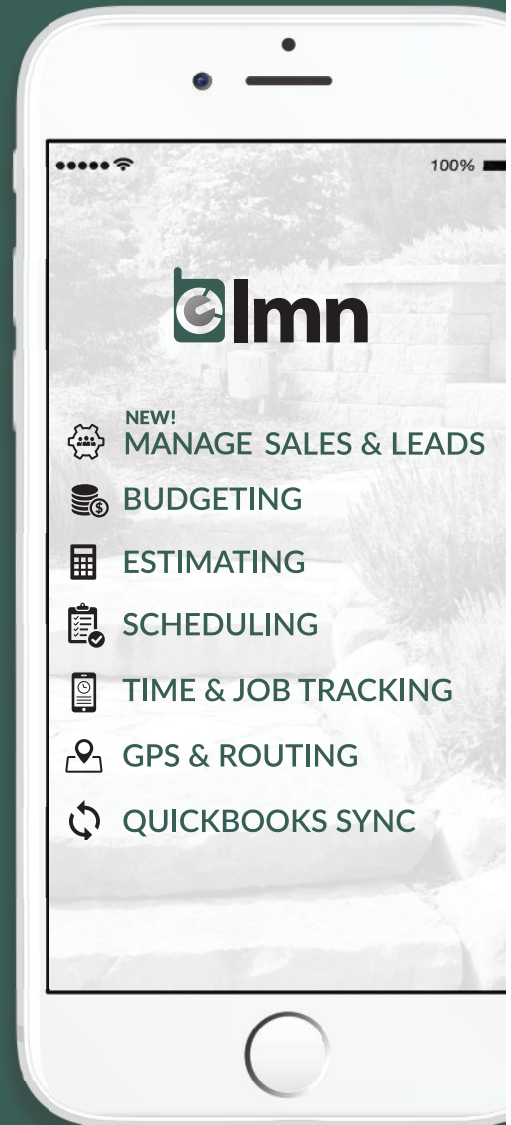 100%
lmn
NEW!
MANAGE SALES & LEADS
BUDGETING
ESTIMATING
SCHEDULING
TIME & JOB TRACKING
GPS & ROUTING
QUICKBOOKS SYNC